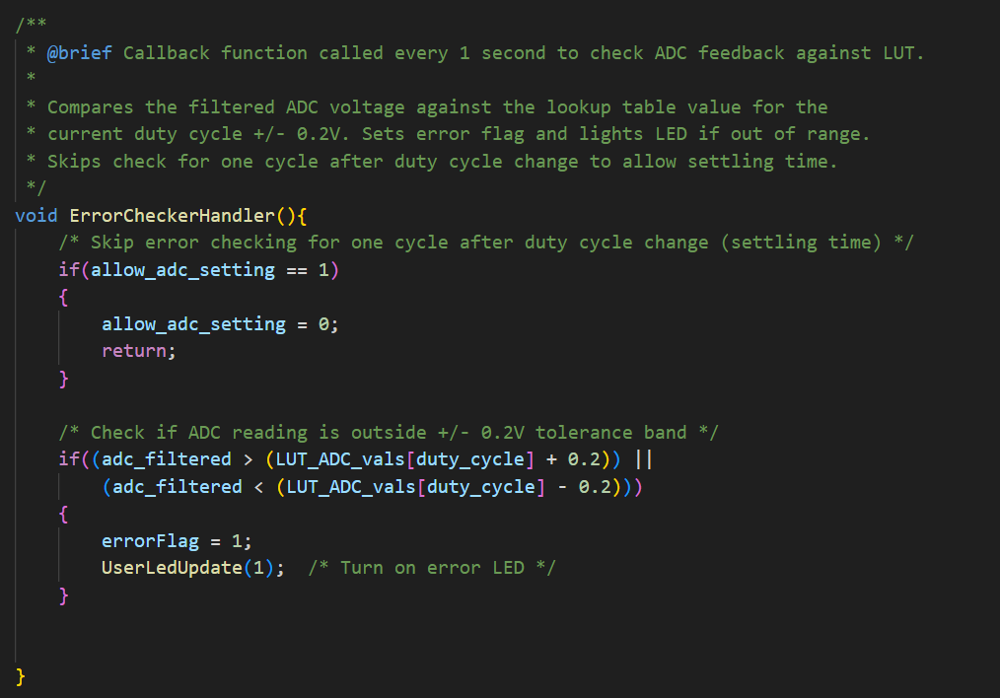 /**
 * @brief Callback function called every 1 second to check ADC feedback against LUT.
 *
 * Compares the filtered ADC voltage against the lookup table value for the
 * current duty cycle +/- 0.2V. Sets error flag and lights LED if out of range.
 * Skips check for one cycle after duty cycle change to allow settling time.
 */
void ErrorCheckerHandler(){
    /* Skip error checking for one cycle after duty cycle change (settling time) */
    if(allow_adc_setting == 1)
    {
        allow_adc_setting = 0;
        return;
    }

    /* Check if ADC reading is outside +/- 0.2V tolerance band */
    if((adc_filtered > (LUT_ADC_vals[duty_cycle] + 0.2)) ||
        (adc_filtered < (LUT_ADC_vals[duty_cycle] - 0.2)))
    {
        errorFlag = 1;
        UserLedUpdate(1);  /* Turn on error LED */
    }

}